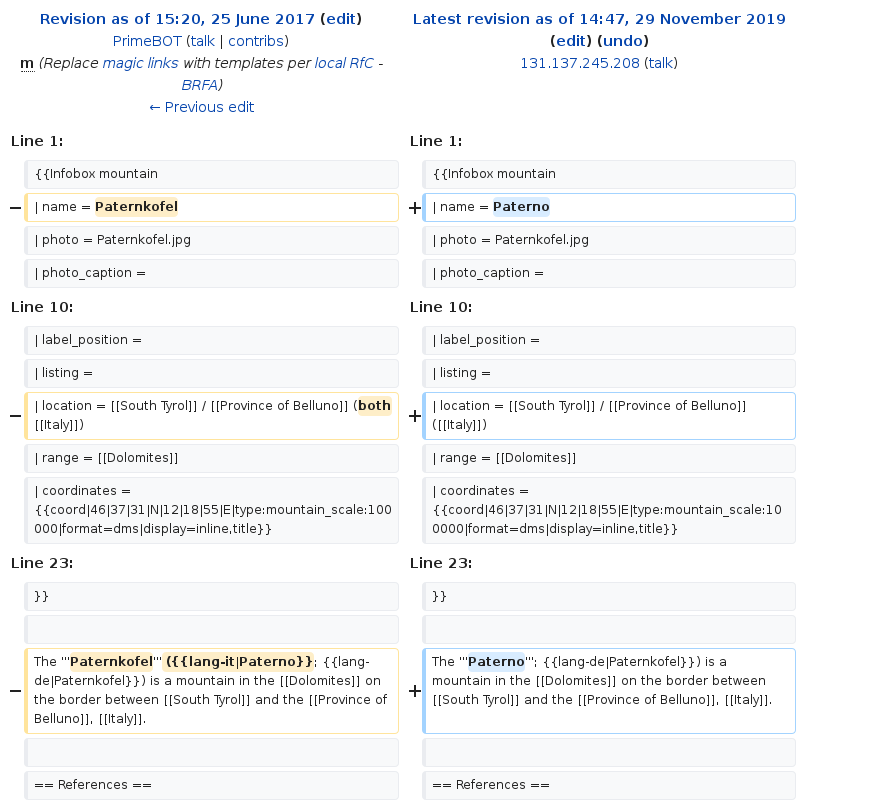 Revision as of 15:20, 25 June 2017 (edit)
PrimeBOT (talk | contribs)
m (Replace magic links with templates per local RfC -
BRFA)
← Previous edit
Latest revision as of 14:47, 29 November 2019
(edit) (undo)
131.137.245.208 (talk)
Line 1:
Line 1:
{{Infobox mountain
{{Infobox mountain
− | name = Paternkofel
+ | name = Paterno
| photo = Paternkofel.jpg
| photo = Paternkofel.jpg
| photo_caption =
| photo_caption =
Line 10:
Line 10:
| label_position =
| label_position =
| listing =
| listing =
− | location = [[South Tyrol]] / [[Province of Belluno]] (both
[[Italy]])
+ | location = [[South Tyrol]] / [[Province of Belluno]]
([[Italy]])
| range = [[Dolomites]]
| range = [[Dolomites]]
| coordinates =
{{coord|46|37|31|N|12|18|55|E|type:mountain_scale:100
000|format=dms|display=inline,title}}
| coordinates =
{{coord|46|37|31|N|12|18|55|E|type:mountain_scale:10
0000|format=dms|display=inline,title}}
Line 23:
Line 23:
}}
}}
− The '''Paternkofel''' ({{lang-it|Paterno}}; {{lang-
de|Paternkofel}}) is a mountain in the [[Dolomites]] on
the border between [[South Tyrol]] and the [[Province of
Belluno]], [[Italy]].
+ The '''Paterno'''; {{lang-de|Paternkofel}}) is a
mountain in the [[Dolomites]] on the border between
[[South Tyrol]] and the [[Province of Belluno]], [[Italy]].
== References ==
== References ==